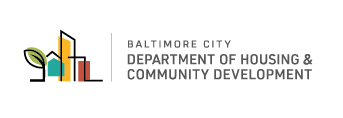 BALTIMORE CITY
DEPARTMENT OF HOUSING &
COMMUNITY DEVELOPMENT